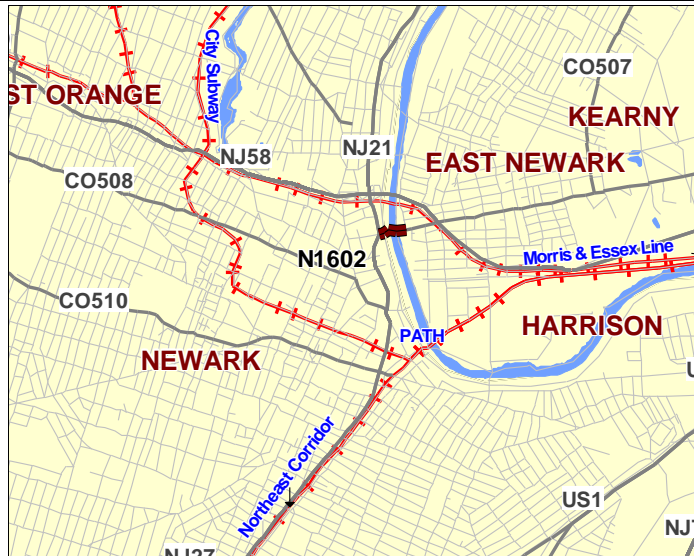 City Subway
CO507
ST ORANGE
KEARNY
NJ58
NJ21
EAST NEWARK
CO508
N1602
Morris & Essex Line
CO510
PATH
HARRISON
NEWARK
Northeast Corridor
US1
NJ27